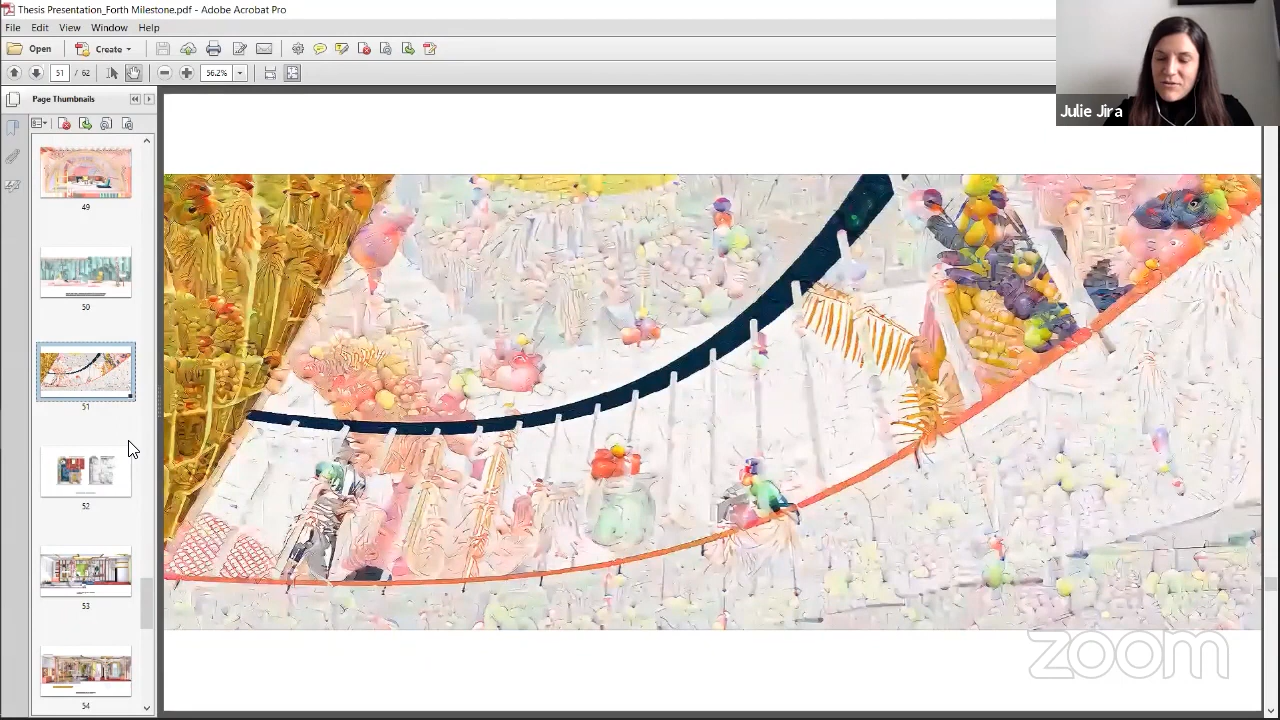 Thesis Presentation_Forth Milestone.pdf - Adobe Acrobat Pro
File Edit View Window Help
Open Create
51 / 62 56.2%
Julie Jira
Page Thumbnails
49
50
51
52
53
54
zoom